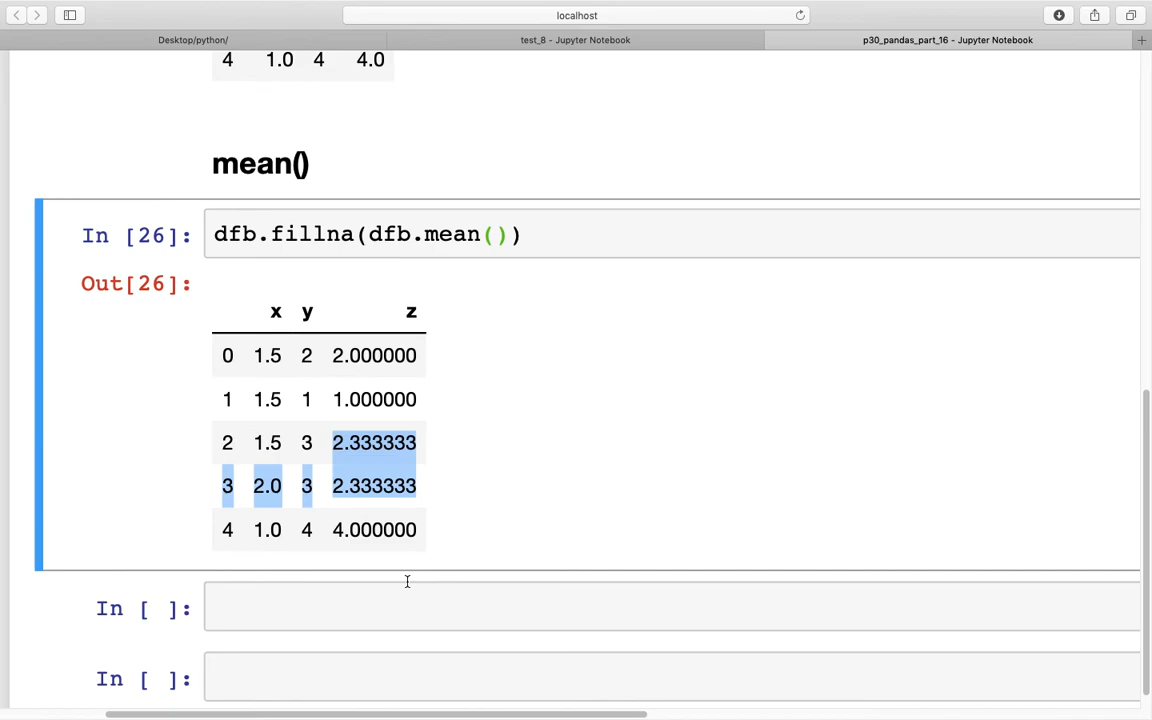 localhost
Desktop/python/ test_8 - Jupyter Notebook p30_pandas_part_16 - Jupyter Notebook +
4 1.0 4 4.0
mean()
In [26]: dfb.fillna(dfb.mean())
Out[26]:
x y z
0 1.5 2 2.000000
1 1.5 1 1.000000
2 1.5 3 2.333333
3 2.0 3 2.333333
4 1.0 4 4.000000
In [ ]:
In [ ]: